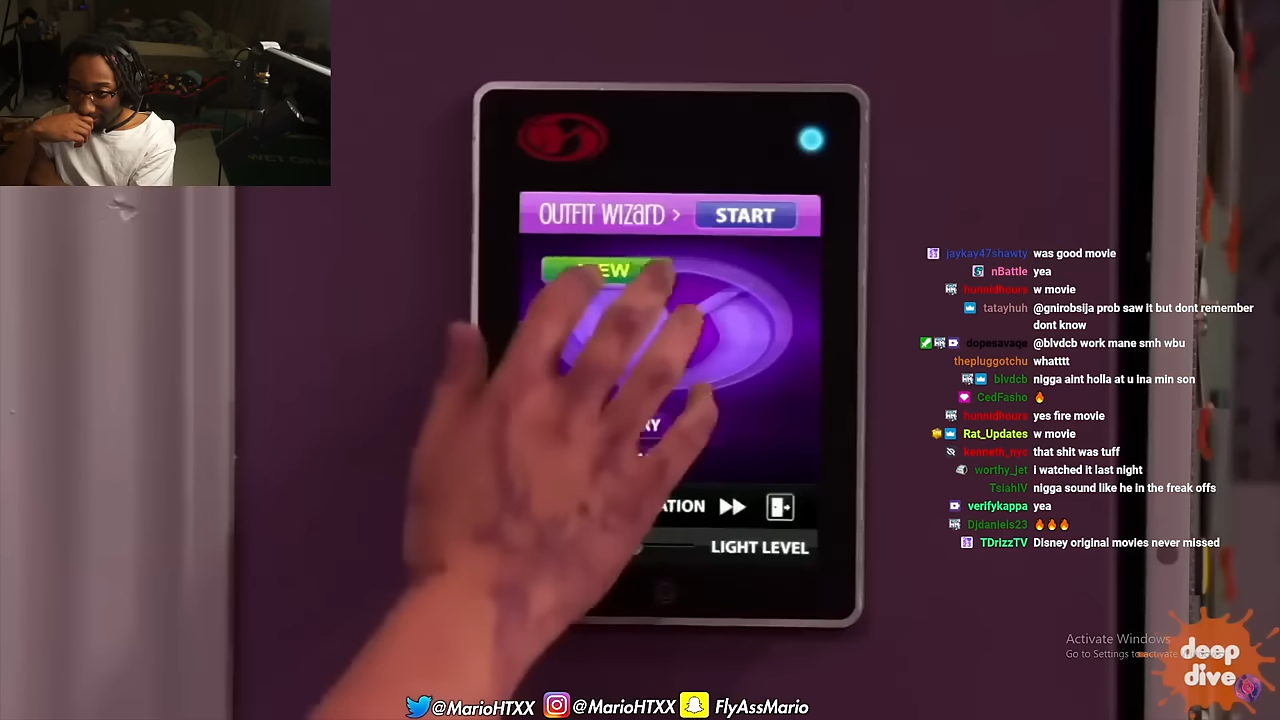 OUTFIT WIZARD > START
LIGHT LEVEL
jaykay47shawty was good movie
nBattle yea
hunnidhours w movie
tatayhuh @gnirobsija prob saw it but dont remember
dont know
dopesavaqe @blvdcb work mane smh wbu
thepluggotchu whatttt
blvdcb nigga aint holla at u ina min son
CedFasho 🔥
hunnidhours yes fire movie
Rat_Updates w movie
kenneth_nyc that shit was tuff
worthy_jet I watched it last night
TsiahIV nigga sound like he in the freak offs
verifykappa yea
Djdaniels23 🔥🔥🔥
TDrizzTV Disney original movies never missed
Activate Windows
Go to Settings to activate
deep
dive
@MarioHTXX @MarioHTXX FlyAssMario